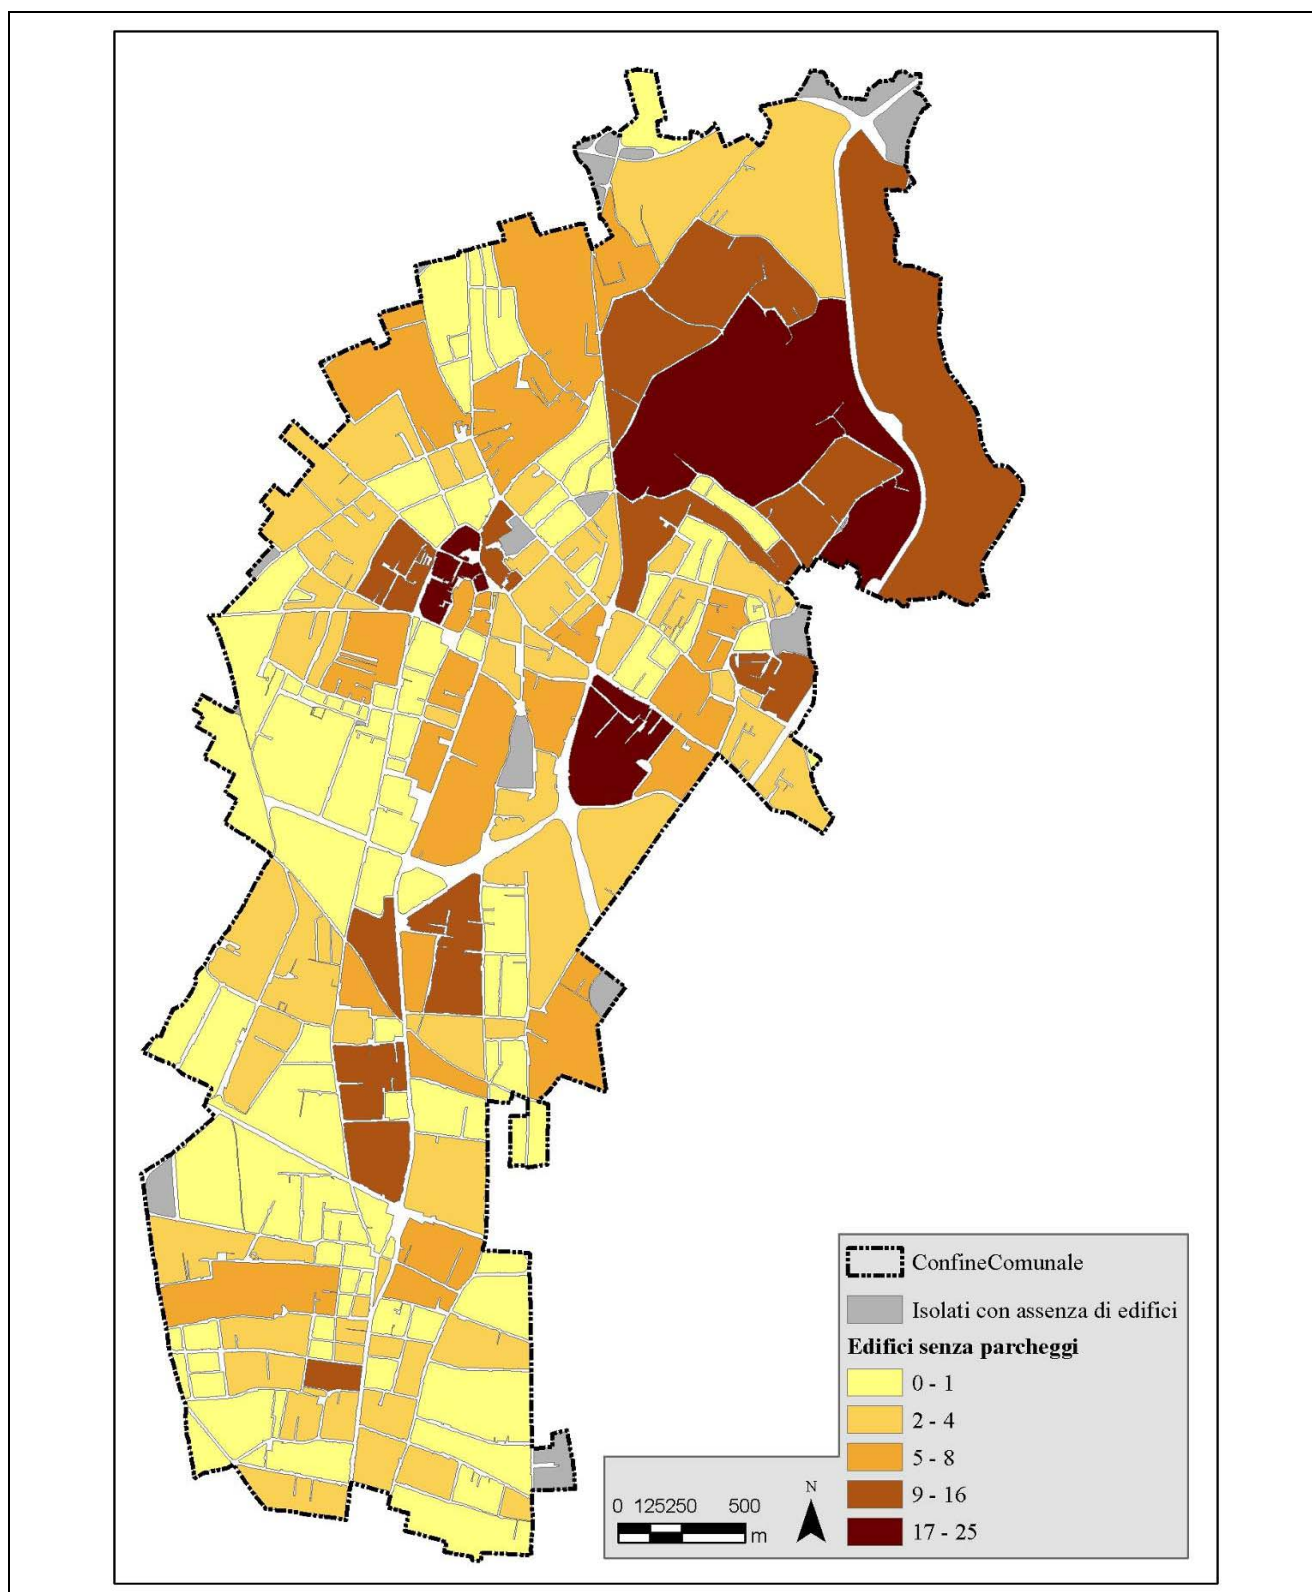 ConfineComunale
Isolati con assenza di edifici
Edifici senza parcheggi
0 - 1
2 - 4
5 - 8
9 - 16
17 - 25
N
0 125250 500
m